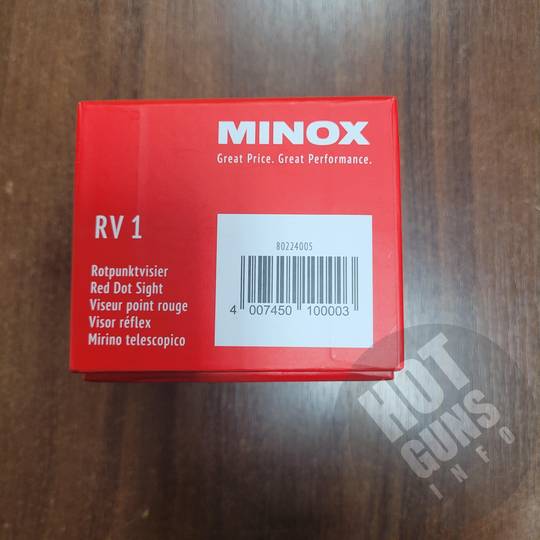 MINOX
Great Price. Great Performance.
RV 1
80224005
4 007450 100003
Rotpunktvisier
Red Dot Sight
Viseur point rouge
Visor réflex
Mirino telescopico
HOT
GUNS
INFO